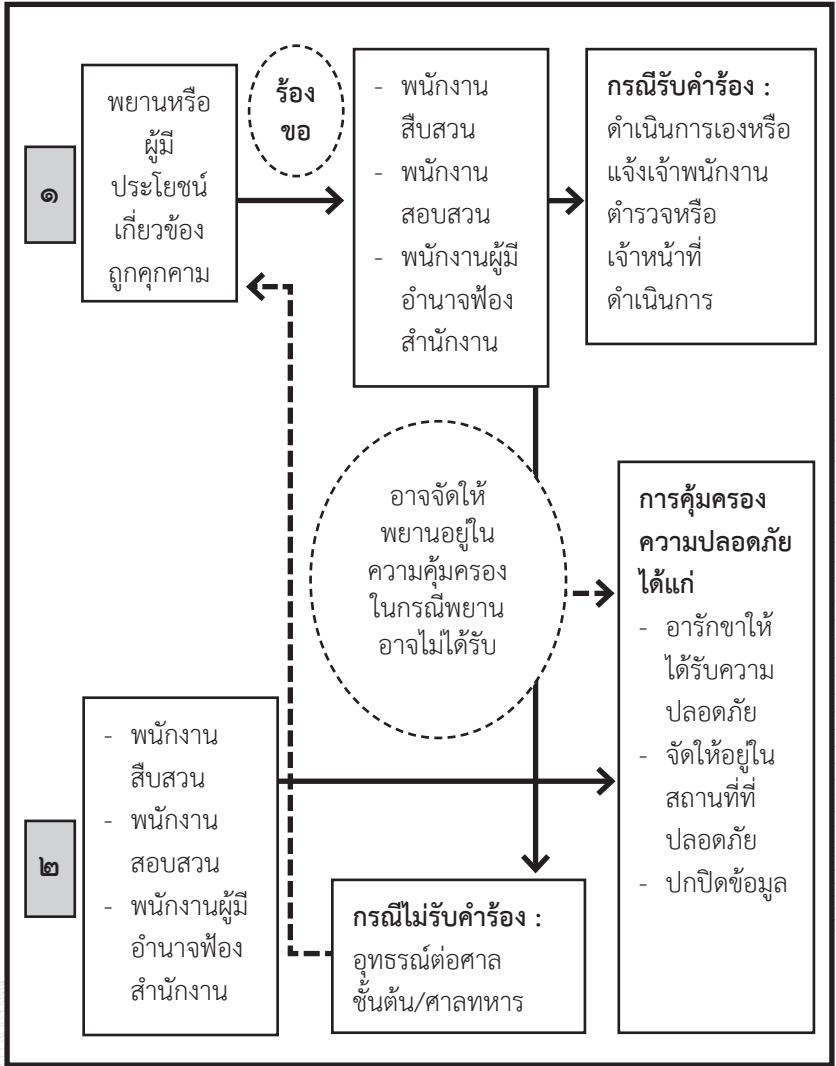 ๑
พยานหรือ
ผู้มี
ประโยชน์
เกี่ยวข้อง
ถูกคุกคาม
ร้อง
ขอ
- พนักงาน
สืบสวน
- พนักงาน
สอบสวน
- พนักงานผู้มี
อำนาจฟ้อง
สำนักงาน
กรณีรับคำร้อง :
ดำเนินการเองหรือ
แจ้งเจ้าพนักงาน
ตำรวจหรือ
เจ้าหน้าที่
ดำเนินการ
อาจจัดให้
พยานอยู่ใน
ความคุ้มครอง
ในกรณีพยาน
อาจไม่ได้รับ
การคุ้มครอง
ความปลอดภัย
ได้แก่
- อารักขาให้
ได้รับความ
ปลอดภัย
- จัดให้อยู่ใน
สถานที่ที่
ปลอดภัย
- ปกปิดข้อมูล
๒
- พนักงาน
สืบสวน
- พนักงาน
สอบสวน
- พนักงานผู้มี
อำนาจฟ้อง
สำนักงาน
กรณีไม่รับคำร้อง :
อุทธรณ์ต่อศาล
ชั้นต้น/ศาลทหาร